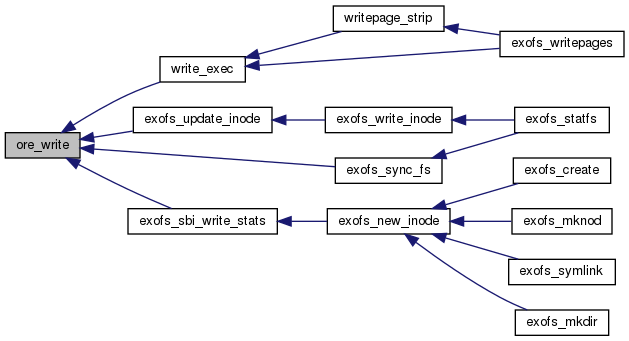 writepage_strip
exofs_writepages
write_exec
exofs_update_inode
exofs_write_inode
exofs_statfs
ore_write
exofs_sync_fs
exofs_create
exofs_sbi_write_stats
exofs_new_inode
exofs_mknod
exofs_symlink
exofs_mkdir